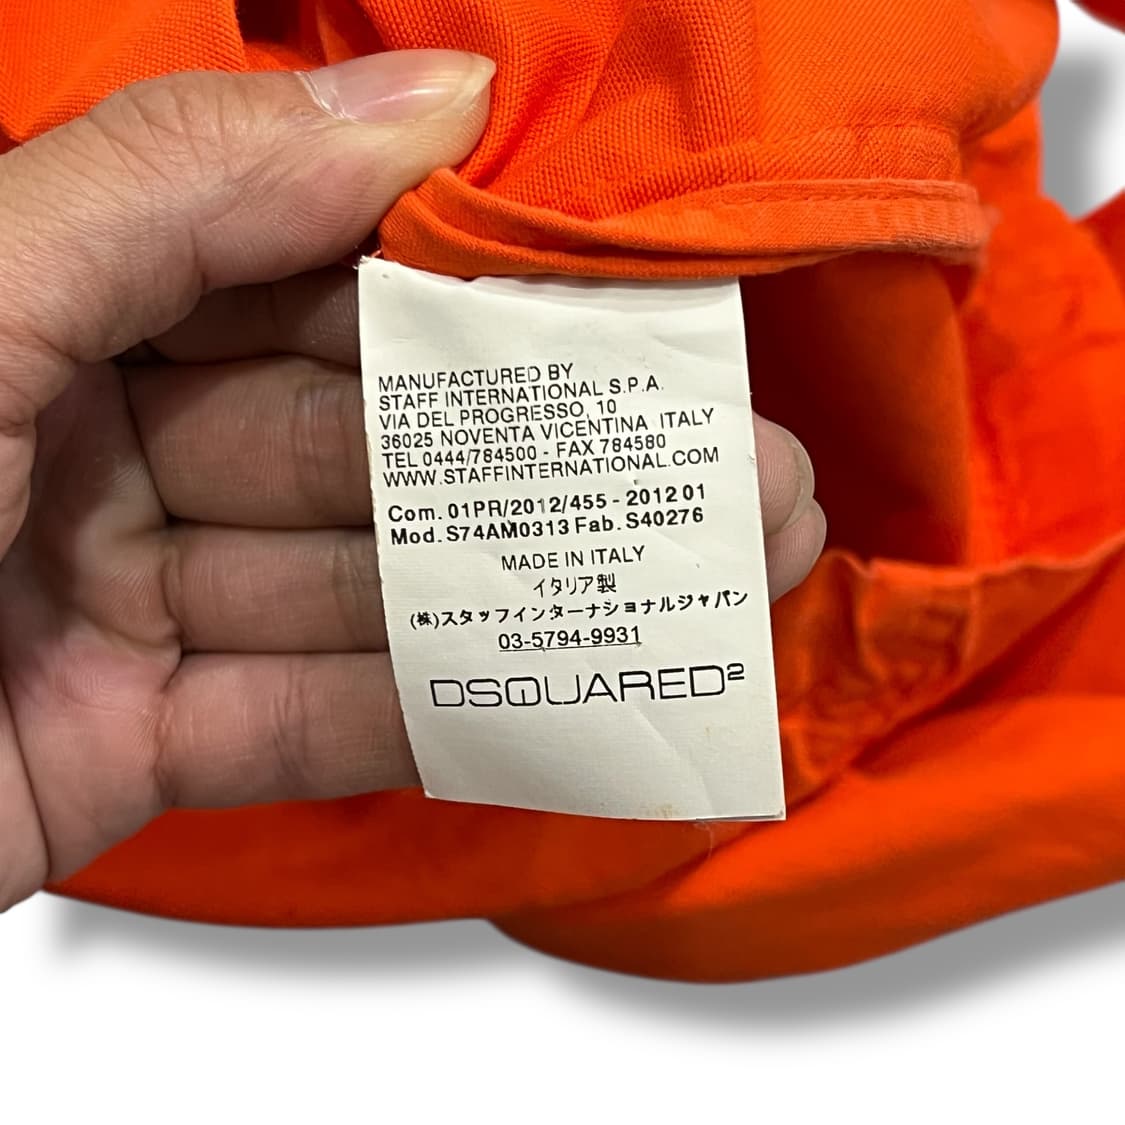 MANUFACTURED BY
STAFF INTERNATIONAL S.P.A.
VIA DEL PROGRESSO, 10
36025 NOVENTA VICENTINA ITALY
TEL 0444/784500 - FAX 784580
WWW.STAFFINTERNATIONAL.COM
Com. 01PR/2012/455 - 2012 01
Mod. S74AM0313 Fab. S40276
MADE IN ITALY
イタリア製
(株)スタッフインターナショナルジャパン
03-5794-9931
DSQUARED2